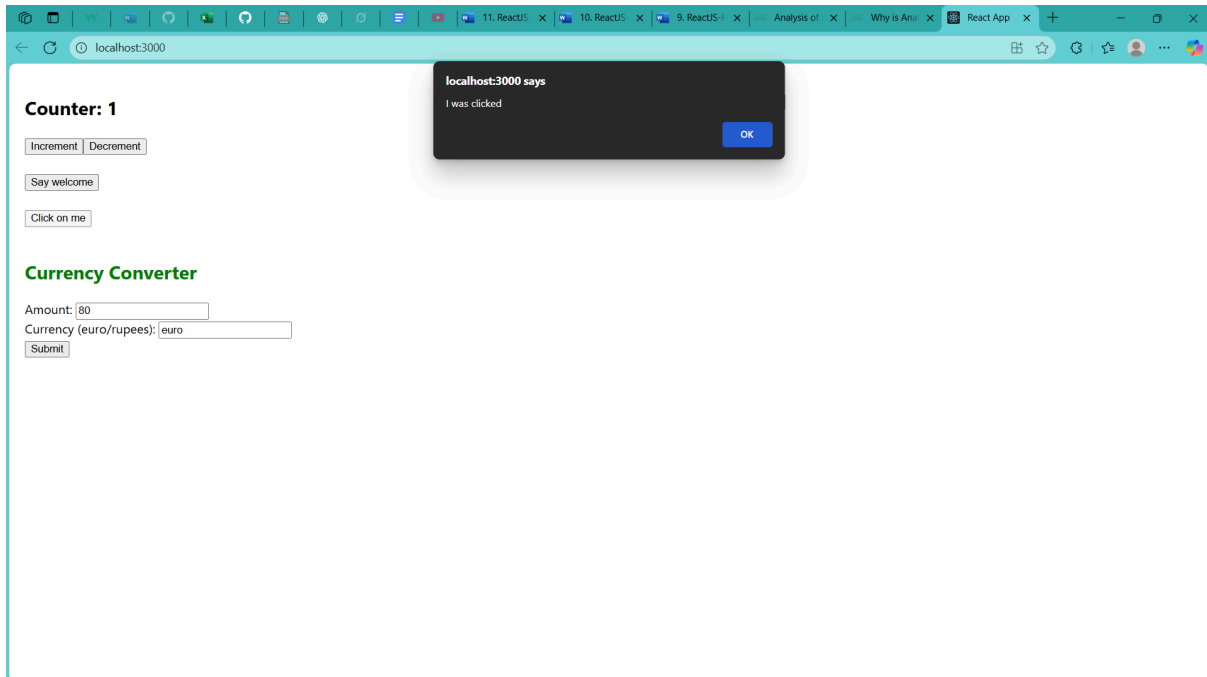 11. ReactJS
10. ReactJS
9. ReactJS-
Analysis of
Why is Ana
React App
localhost:3000
localhost:3000 says
I was clicked
OK
Counter: 1
Increment Decrement
Say welcome
Click on me
Currency Converter
Amount: 80
Currency (euro/rupees): euro
Submit